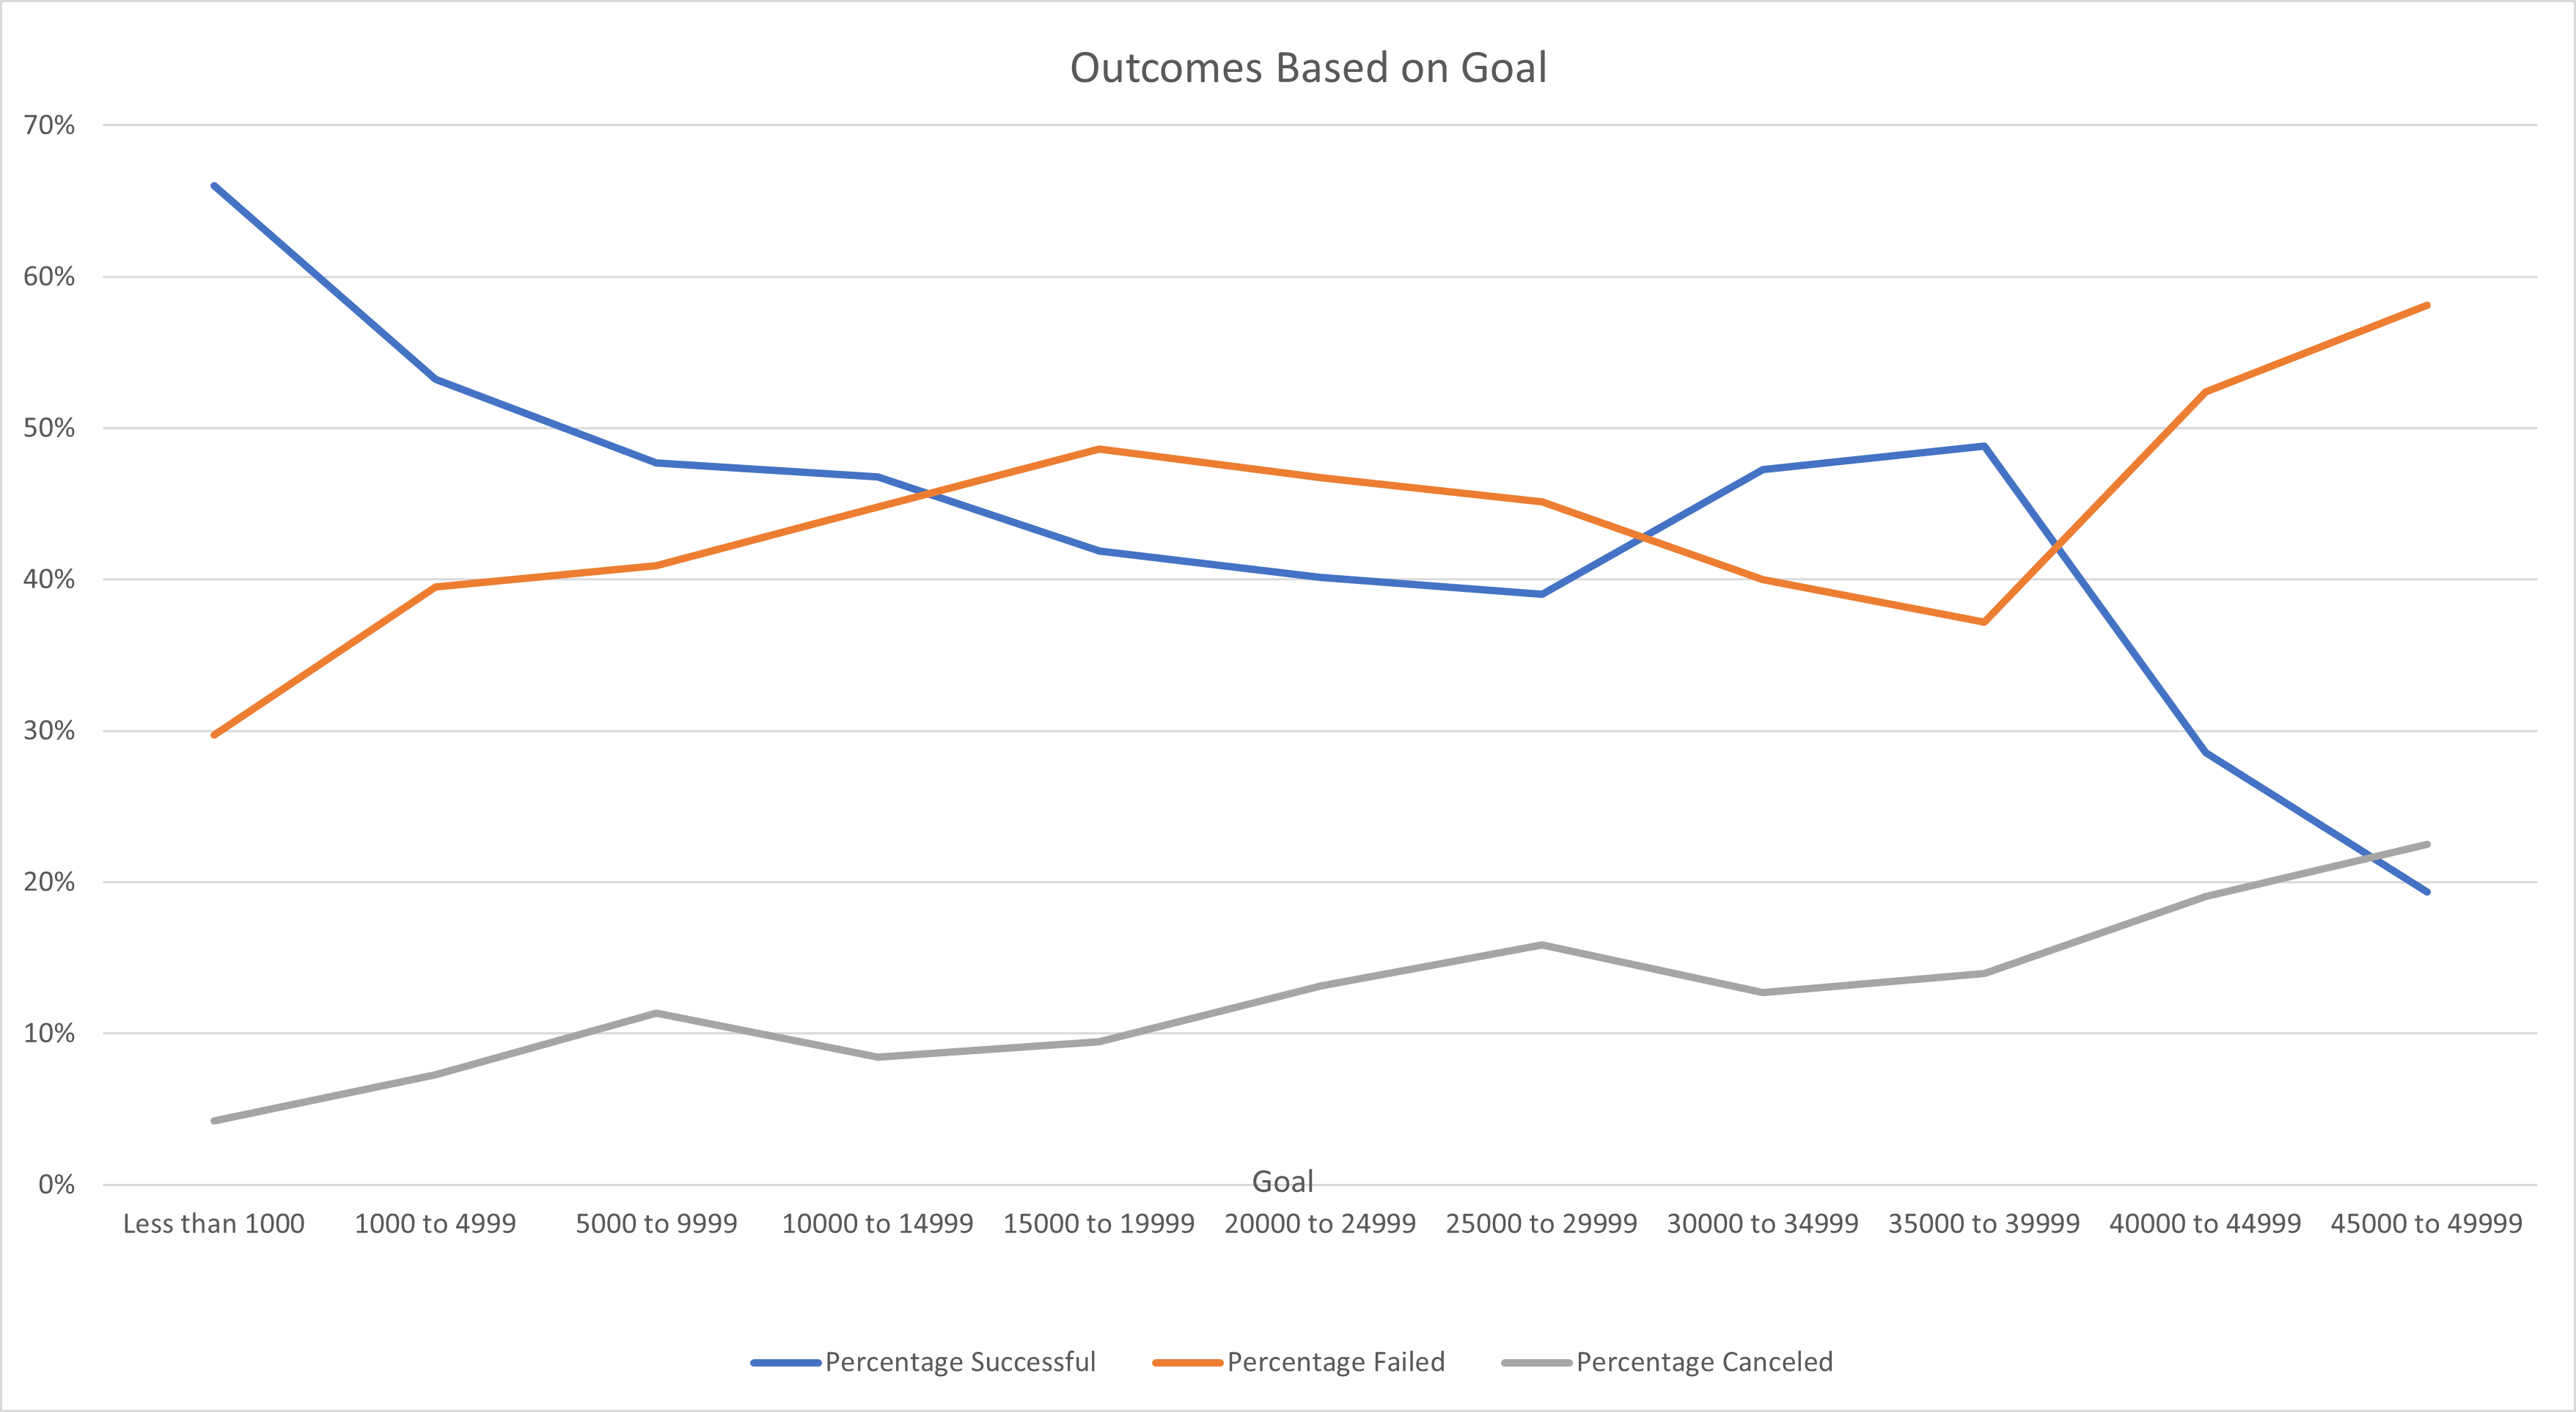 Outcomes Based on Goal
70%
60%
50%
40%
30%
20%
10%
0%
Goal
Less than 1000 1000 to 4999 5000 to 9999 10000 to 14999 15000 to 19999 20000 to 24999 25000 to 29999 30000 to 34999 35000 to 39999 40000 to 44999 45000 to 49999
Percentage Successful Percentage Failed Percentage Canceled